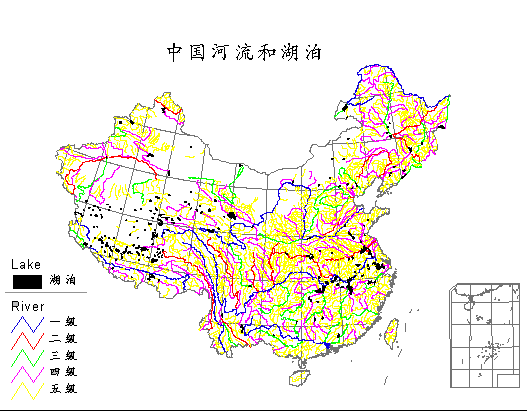 中国河流和湖泊
Lake
湖泊
River
一级
二级
三级
四级
五级